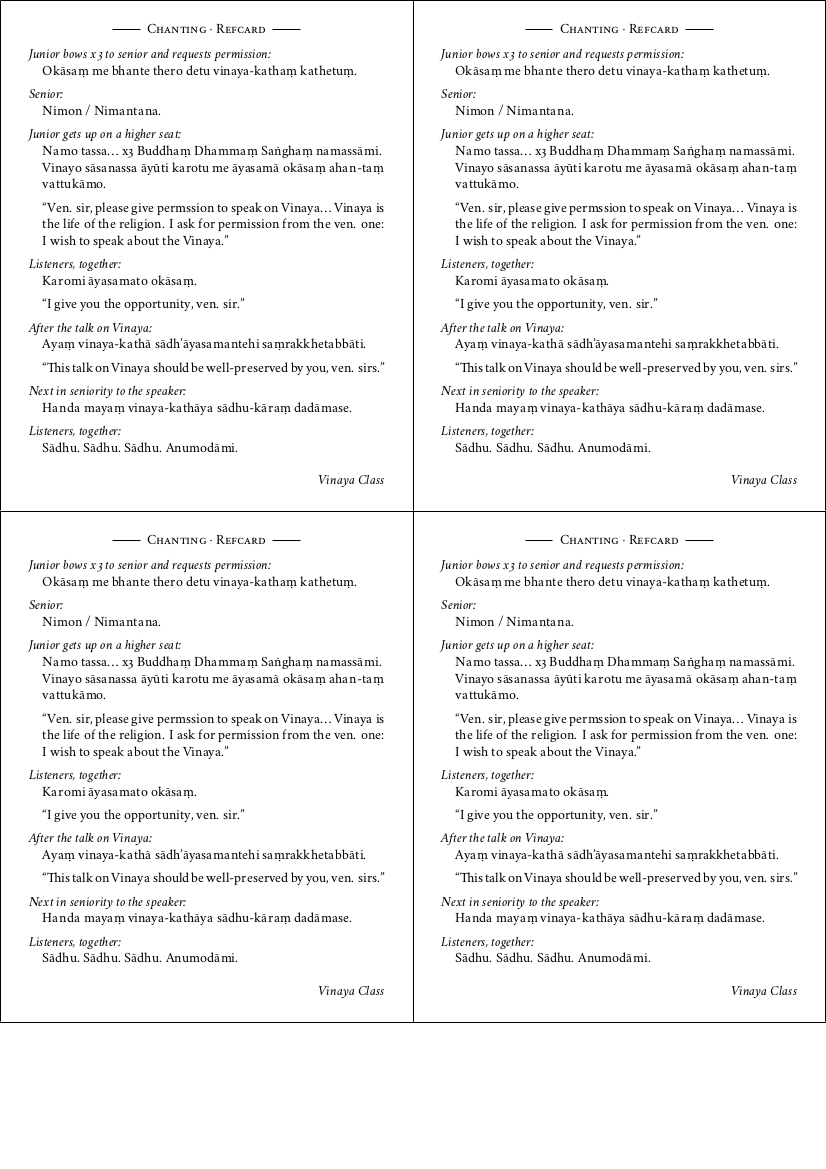 Chanting · Refcard
Junior bows x3 to senior and requests permission:
Okāsaṃ me bhante thero detu vinaya-kathaṃ kathetuṃ.
Senior:
Nimon / Nimantana.
Junior gets up on a higher seat:
Namo tassa… x3 Buddhaṃ Dhammaṃ Saṅghaṃ namassāmi.
Vinayo sāsanassa āyūti karotu me āyasamā okāsaṃ ahan-taṃ
vattukāmo.
“Ven. sir, please give permssion to speak on Vinaya… Vinaya is
the life of the religion. I ask for permission from the ven. one:
I wish to speak about the Vinaya.”
Listeners, together:
Karomi āyasamato okāsaṃ.
“I give you the opportunity, ven. sir.”
After the talk on Vinaya:
Ayaṃ vinaya-kathā sādh’āyasamantehi saṃrakkhetabbāti.
“This talk on Vinaya should be well-preserved by you, ven. sirs.”
Next in seniority to the speaker:
Handa mayaṃ vinaya-kathāya sādhu-kāraṃ dadāmase.
Listeners, together:
Sādhu. Sādhu. Sādhu. Anumodāmi.
Vinaya Class
Chanting · Refcard
Junior bows x3 to senior and requests permission:
Okāsaṃ me bhante thero detu vinaya-kathaṃ kathetuṃ.
Senior:
Nimon / Nimantana.
Junior gets up on a higher seat:
Namo tassa… x3 Buddhaṃ Dhammaṃ Saṅghaṃ namassāmi.
Vinayo sāsanassa āyūti karotu me āyasamā okāsaṃ ahan-taṃ
vattukāmo.
“Ven. sir, please give permssion to speak on Vinaya… Vinaya is
the life of the religion. I ask for permission from the ven. one:
I wish to speak about the Vinaya.”
Listeners, together:
Karomi āyasamato okāsaṃ.
“I give you the opportunity, ven. sir.”
After the talk on Vinaya:
Ayaṃ vinaya-kathā sādh’āyasamantehi saṃrakkhetabbāti.
“This talk on Vinaya should be well-preserved by you, ven. sirs.”
Next in seniority to the speaker:
Handa mayaṃ vinaya-kathāya sādhu-kāraṃ dadāmase.
Listeners, together:
Sādhu. Sādhu. Sādhu. Anumodāmi.
Vinaya Class
Chanting · Refcard
Junior bows x3 to senior and requests permission:
Okāsaṃ me bhante thero detu vinaya-kathaṃ kathetuṃ.
Senior:
Nimon / Nimantana.
Junior gets up on a higher seat:
Namo tassa… x3 Buddhaṃ Dhammaṃ Saṅghaṃ namassāmi.
Vinayo sāsanassa āyūti karotu me āyasamā okāsaṃ ahan-taṃ
vattukāmo.
“Ven. sir, please give permssion to speak on Vinaya… Vinaya is
the life of the religion. I ask for permission from the ven. one:
I wish to speak about the Vinaya.”
Listeners, together:
Karomi āyasamato okāsaṃ.
“I give you the opportunity, ven. sir.”
After the talk on Vinaya:
Ayaṃ vinaya-kathā sādh’āyasamantehi saṃrakkhetabbāti.
“This talk on Vinaya should be well-preserved by you, ven. sirs.”
Next in seniority to the speaker:
Handa mayaṃ vinaya-kathāya sādhu-kāraṃ dadāmase.
Listeners, together:
Sādhu. Sādhu. Sādhu. Anumodāmi.
Vinaya Class
Chanting · Refcard
Junior bows x3 to senior and requests permission:
Okāsaṃ me bhante thero detu vinaya-kathaṃ kathetuṃ.
Senior:
Nimon / Nimantana.
Junior gets up on a higher seat:
Namo tassa… x3 Buddhaṃ Dhammaṃ Saṅghaṃ namassāmi.
Vinayo sāsanassa āyūti karotu me āyasamā okāsaṃ ahan-taṃ
vattukāmo.
“Ven. sir, please give permssion to speak on Vinaya… Vinaya is
the life of the religion. I ask for permission from the ven. one:
I wish to speak about the Vinaya.”
Listeners, together:
Karomi āyasamato okāsaṃ.
“I give you the opportunity, ven. sir.”
After the talk on Vinaya:
Ayaṃ vinaya-kathā sādh’āyasamantehi saṃrakkhetabbāti.
“This talk on Vinaya should be well-preserved by you, ven. sirs.”
Next in seniority to the speaker:
Handa mayaṃ vinaya-kathāya sādhu-kāraṃ dadāmase.
Listeners, together:
Sādhu. Sādhu. Sādhu. Anumodāmi.
Vinaya Class